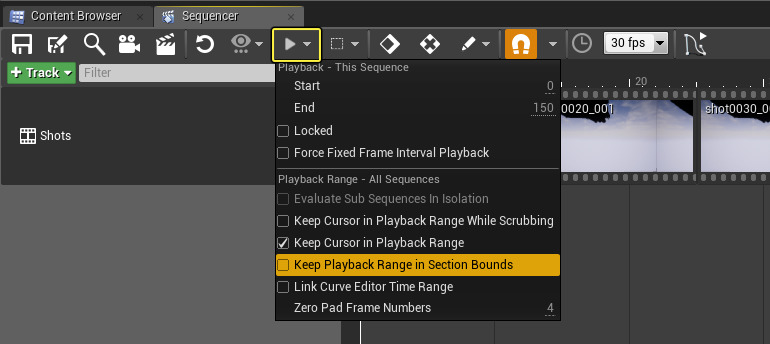 Content Browser
Sequencer
30 fps
Track
Filter
Playback - This Sequence
Start 0
End 150
Locked
Force Fixed Frame Interval Playback
Playback Range - All Sequences
Evaluate Sub Sequences In Isolation
Keep Cursor in Playback Range While Scrubbing
Keep Cursor in Playback Range
Keep Playback Range in Section Bounds
Link Curve Editor Time Range
Zero Pad Frame Numbers 4
20
Shots
0020_001
shot0030_0